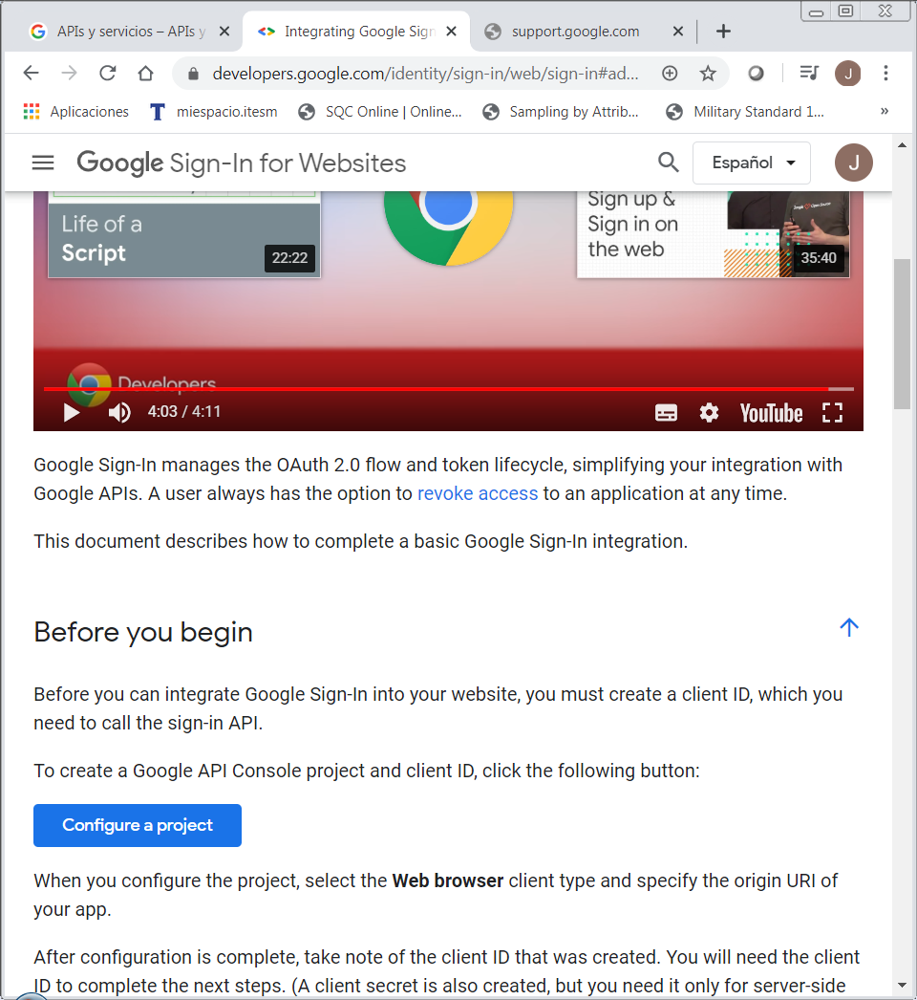 APIs y servicios – APIs y
Integrating Google Sign
support.google.com
developers.google.com/identity/sign-in/web/sign-in#ad...
J
Aplicaciones
miespacio.itesm
SQC Online | Online...
Sampling by Attrib...
Military Standard 1...
»
Google Sign-In for Websites
Español
J
Life of a
Script
22:22
Sign up &
Sign in on
the web
35:40
Developers
4:03 / 4:11
YouTube
Google Sign-In manages the OAuth 2.0 flow and token lifecycle, simplifying your integration with
Google APIs. A user always has the option to revoke access to an application at any time.
This document describes how to complete a basic Google Sign-In integration.
Before you begin
Before you can integrate Google Sign-In into your website, you must create a client ID, which you
need to call the sign-in API.
To create a Google API Console project and client ID, click the following button:
Configure a project
When you configure the project, select the Web browser client type and specify the origin URI of
your app.
After configuration is complete, take note of the client ID that was created. You will need the client
ID to complete the next steps. (A client secret is also created, but you need it only for server-side